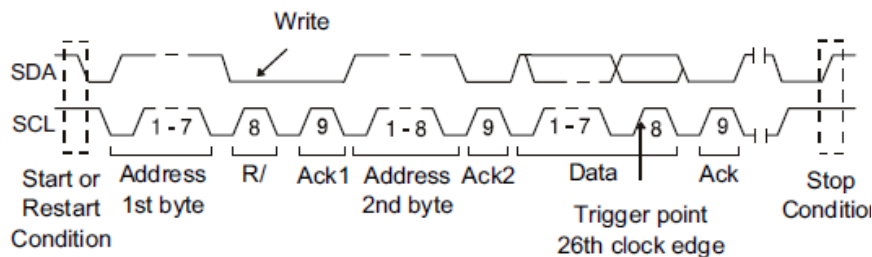 Write
SDA
SCL
1 - 7 8 9 1 - 8 9 1 - 7 8 9
Start or
Restart
Condition
Address
1st byte
R/
Ack1
Address
2nd byte
Ack2
Data
Ack
Trigger point
26th clock edge
Stop
Condition